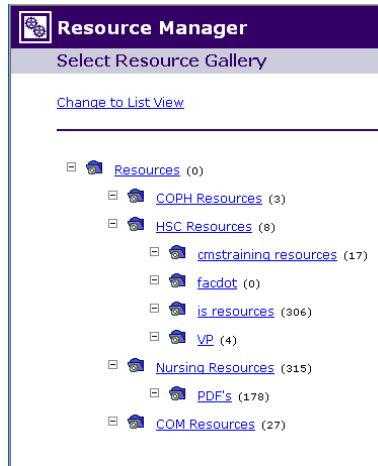 Resource Manager
Select Resource Gallery
Change to List View
Resources (0)
COPH Resources (3)
HSC Resources (8)
cmstraining resources (17)
facdot (0)
is resources (306)
VP (4)
Nursing Resources (315)
PDF's (178)
COM Resources (27)